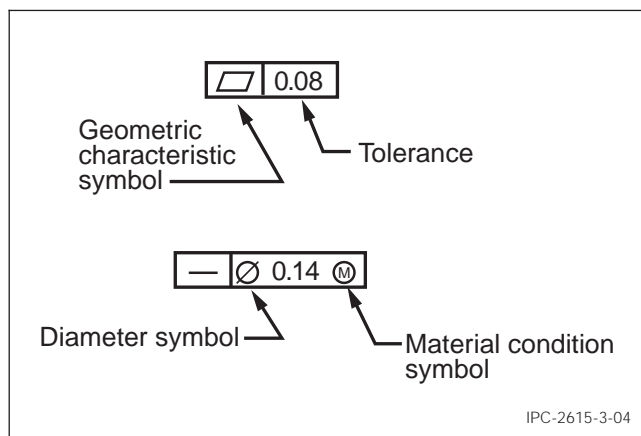 0.08
Geometric
characteristic
symbol
Tolerance
⌀ 0.14 Ⓜ
Diameter symbol
Material condition
symbol
IPC-2615-3-04